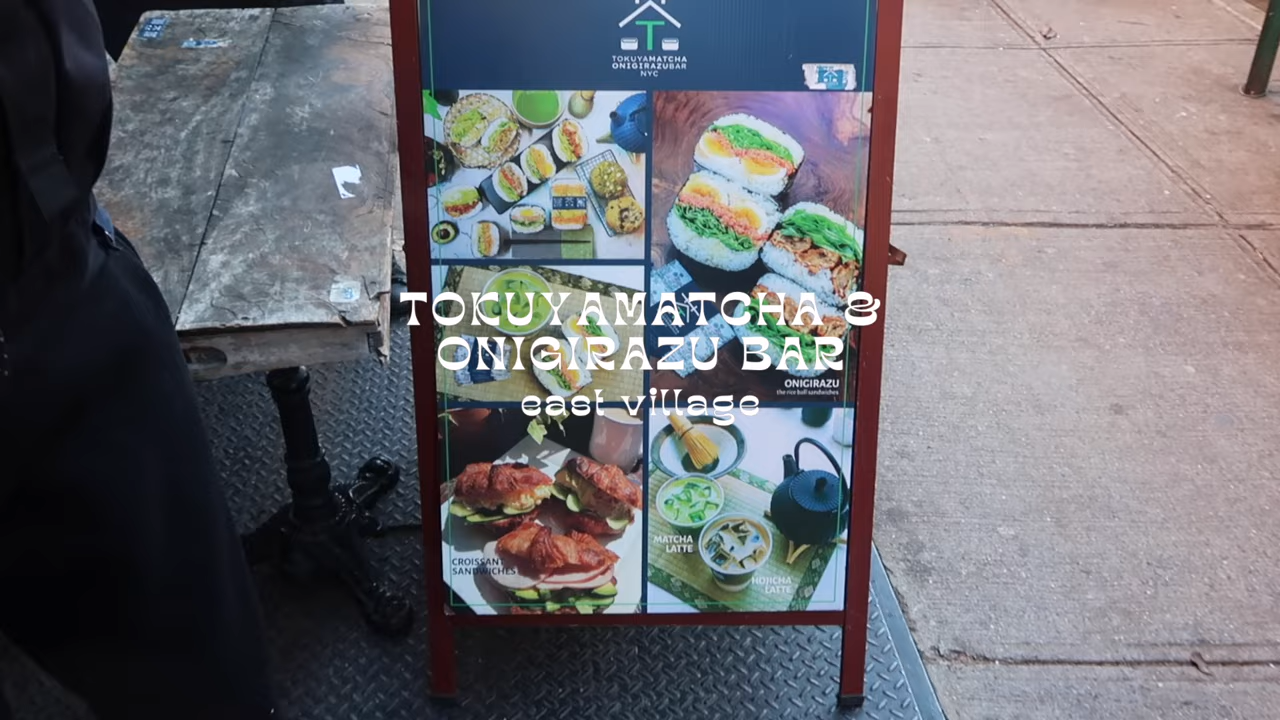 TOKUYAMATCHA
ONIGIRAZUBAR
NYC
TOKUYAMATCHA &
ONIGIRAZU BAR
east village
ONIGIRAZU
the rice ball sandwiches
CROISSANT
SANDWICHES
MATCHA
LATTE
HOJICHA
LATTE